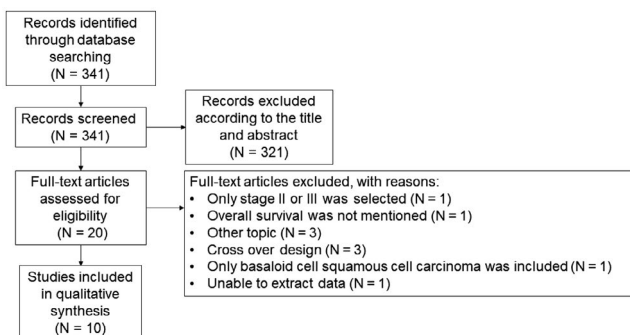 Records identified
through database
searching
(N = 341)
Records screened
(N = 341)
Records excluded
according to the title
and abstract
(N = 321)
Full-text articles
assessed for
eligibility
(N = 20)
Full-text articles excluded, with reasons:
• Only stage II or III was selected (N = 1)
• Overall survival was not mentioned (N = 1)
• Other topic (N = 3)
• Cross over design (N = 3)
• Only basaloid cell squamous cell carcinoma was included (N = 1)
• Unable to extract data (N = 1)
Studies included
in qualitative
synthesis
(N = 10)